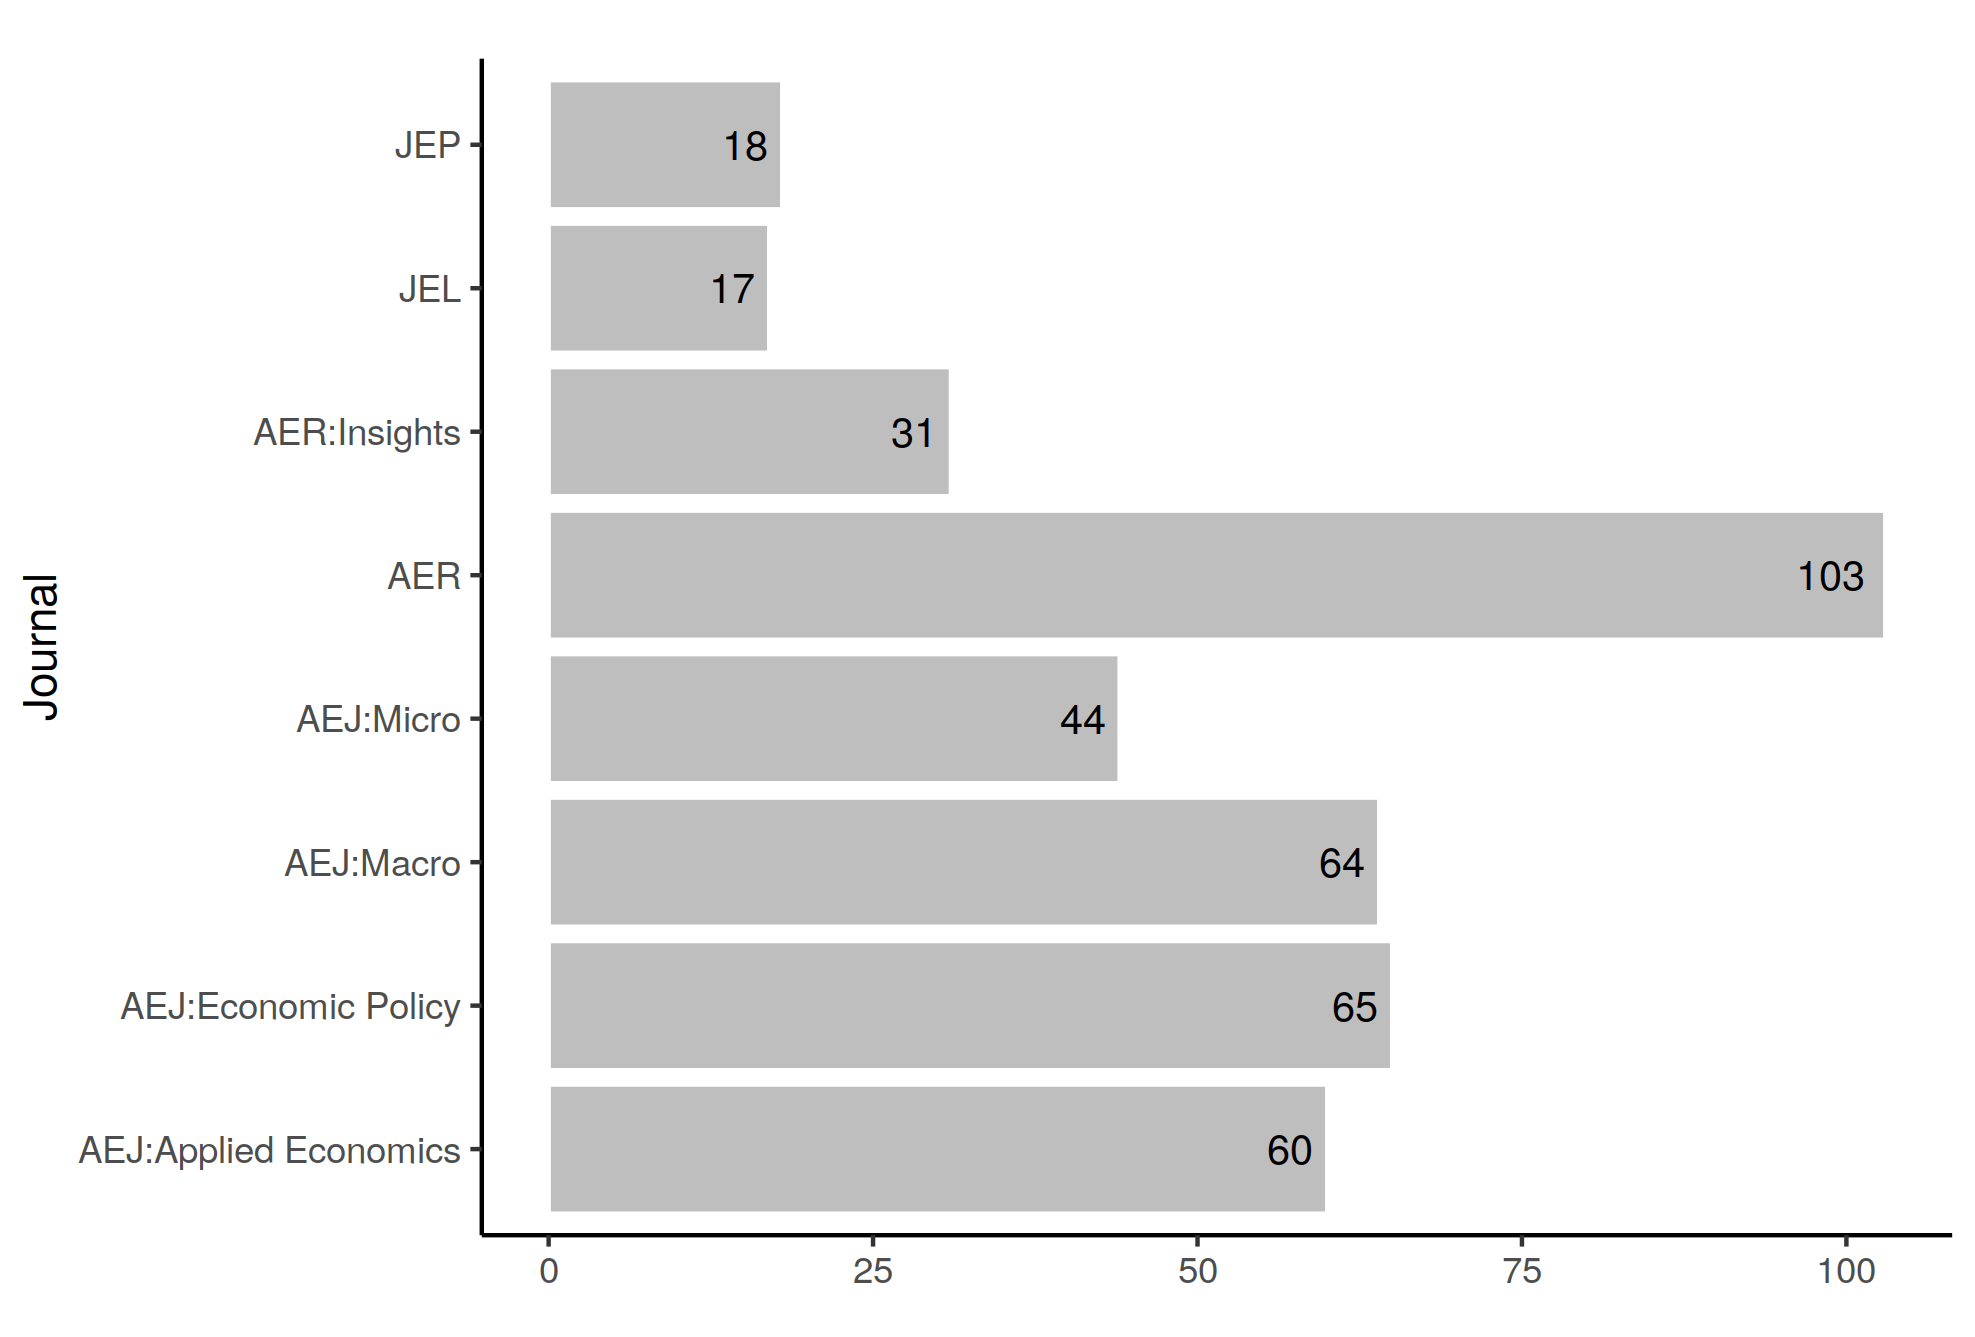 Journal
JEP 18
JEL 17
AER:Insights 31
AER 103
AEJ:Micro 44
AEJ:Macro 64
AEJ:Economic Policy 65
AEJ:Applied Economics 60
0 25 50 75 100